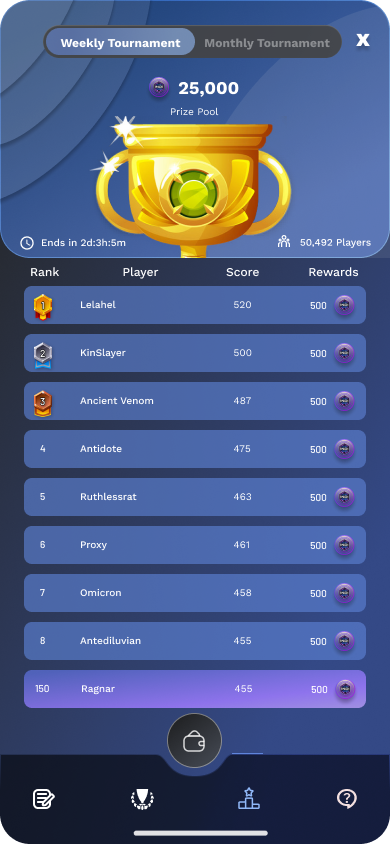 Weekly Tournament Monthly Tournament X
25,000
Prize Pool
Ends in 2d:3h:5m 50,492 Players
Rank Player Score Rewards
1 Lelahel 520 500
2 KinSlayer 500 500
3 Ancient Venom 487 500
4 Antidote 475 500
5 Ruthlessrat 463 500
6 Proxy 461 500
7 Omicron 458 500
8 Antediluvian 455 500
150 Ragnar 455 500
?